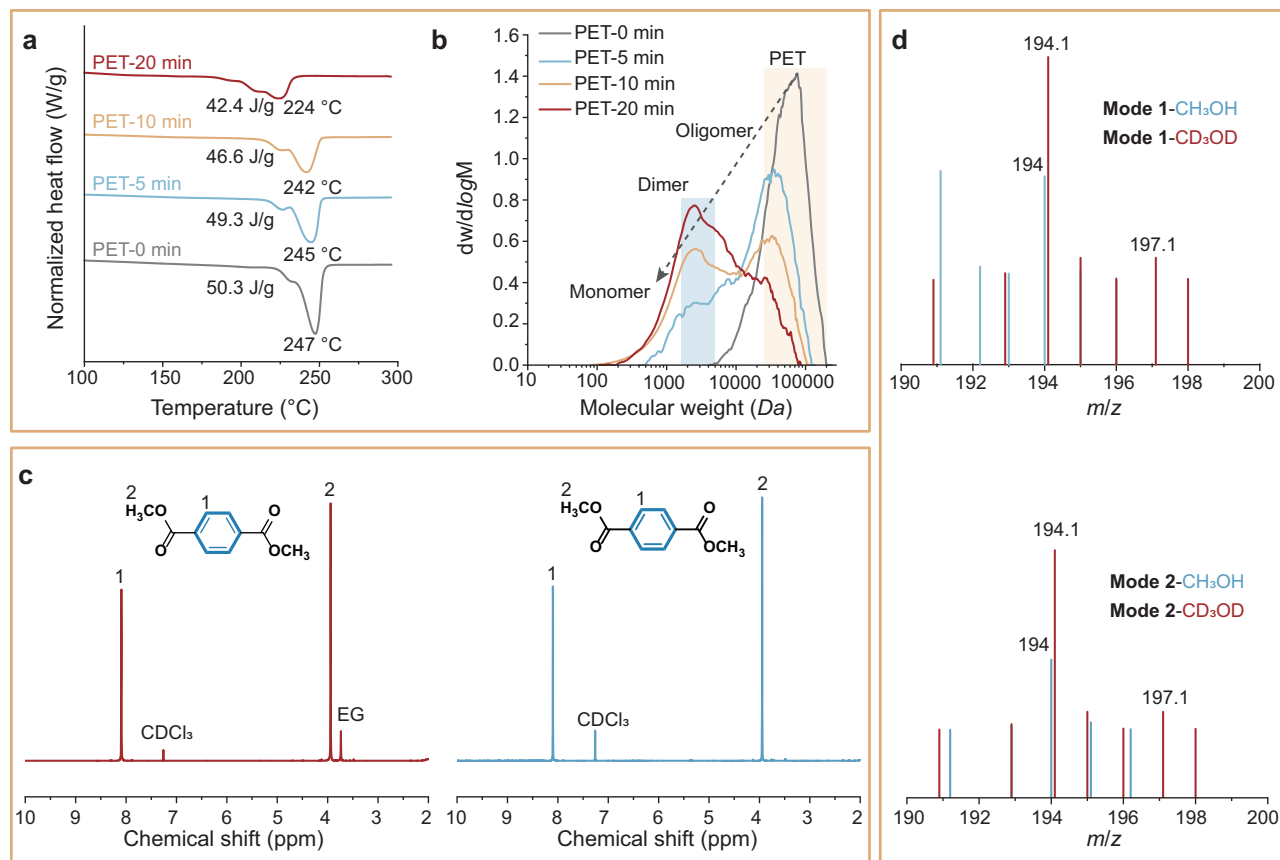 a
PET-20 min
42.4 J/g 224 °C
PET-10 min
46.6 J/g
242 °C
PET-5 min
49.3 J/g
245 °C
PET-0 min
50.3 J/g
247 °C
Normalized heat flow (W/g)
100 150 200 250 300
Temperature (°C)
b
PET-0 min
PET-5 min
PET-10 min
PET-20 min
PET
Oligomer
Dimer
Monomer
dw/dlogM
1.6
1.4
1.2
1.0
0.8
0.6
0.4
0.2
0.0
10 100 1000 10000 100000
Molecular weight (Da)
c
2
1
H₃CO
O
O
OCH₃
1
2
CDCl₃
EG
10 9 8 7 6 5 4 3 2
Chemical shift (ppm)
2
1
H₃CO
O
O
OCH₃
1
2
CDCl₃
10 9 8 7 6 5 4 3 2
Chemical shift (ppm)
d
194.1
Mode 1-CH₃OH
Mode 1-CD₃OD
194
197.1
190 192 194 196 198 200
m/z
194.1
Mode 2-CH₃OH
Mode 2-CD₃OD
194
197.1
190 192 194 196 198 200
m/z